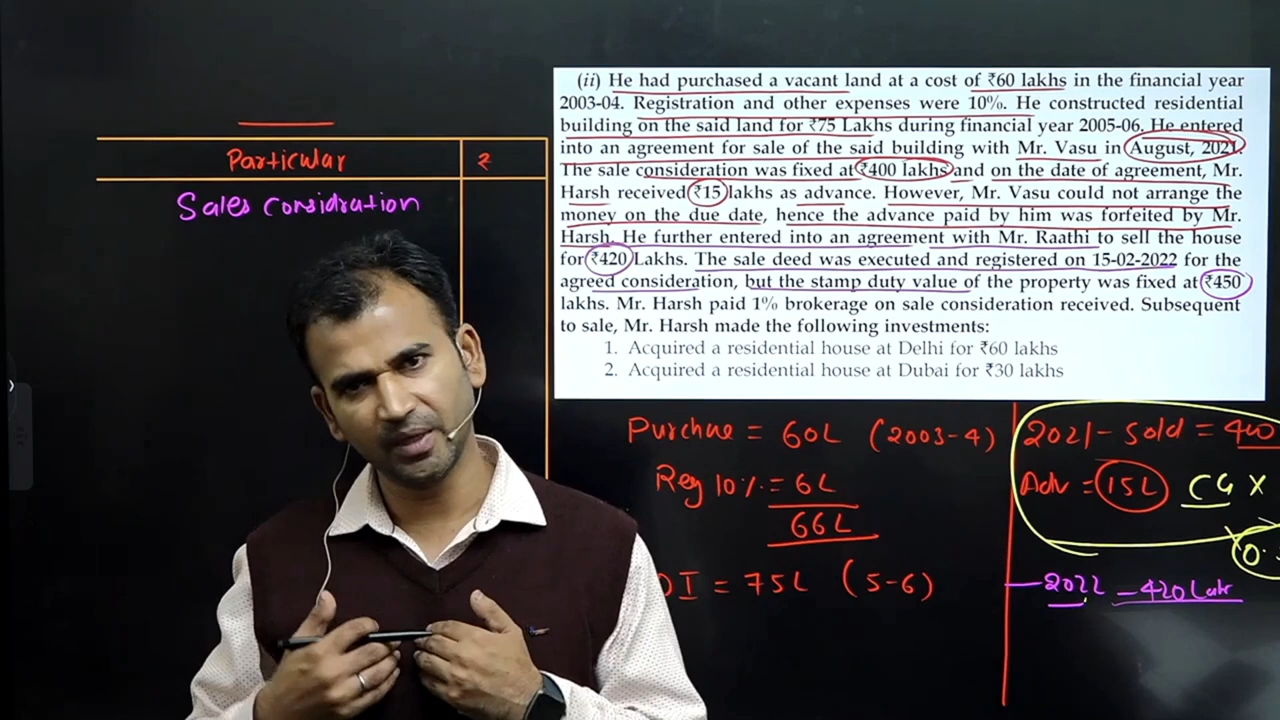 (ii) He had purchased a vacant land at a cost of ₹60 lakhs in the financial year
2003-04. Registration and other expenses were 10%. He constructed residential
building on the said land for ₹75 Lakhs during financial year 2005-06. He entered
into an agreement for sale of the said building with Mr. Vasu in August, 2021.
The sale consideration was fixed at ₹400 lakhs and on the date of agreement, Mr.
Harsh received ₹15 lakhs as advance. However, Mr. Vasu could not arrange the
money on the due date, hence the advance paid by him was forfeited by Mr.
Harsh. He further entered into an agreement with Mr. Raathi to sell the house
for ₹420 Lakhs. The sale deed was executed and registered on 15-02-2022 for the
agreed consideration, but the stamp duty value of the property was fixed at ₹450
lakhs. Mr. Harsh paid 1% brokerage on sale consideration received. Subsequent
to sale, Mr. Harsh made the following investments:
1. Acquired a residential house at Delhi for ₹60 lakhs
2. Acquired a residential house at Dubai for ₹30 lakhs
Particular ₹
Sales Considration
Purchae = 60L (2003-4)
Reg 10% = 6L
66L
OI = 75L (5-6)
2021 - Sold = 400
Adv = 15L CG X
2022 - 420 Lakr